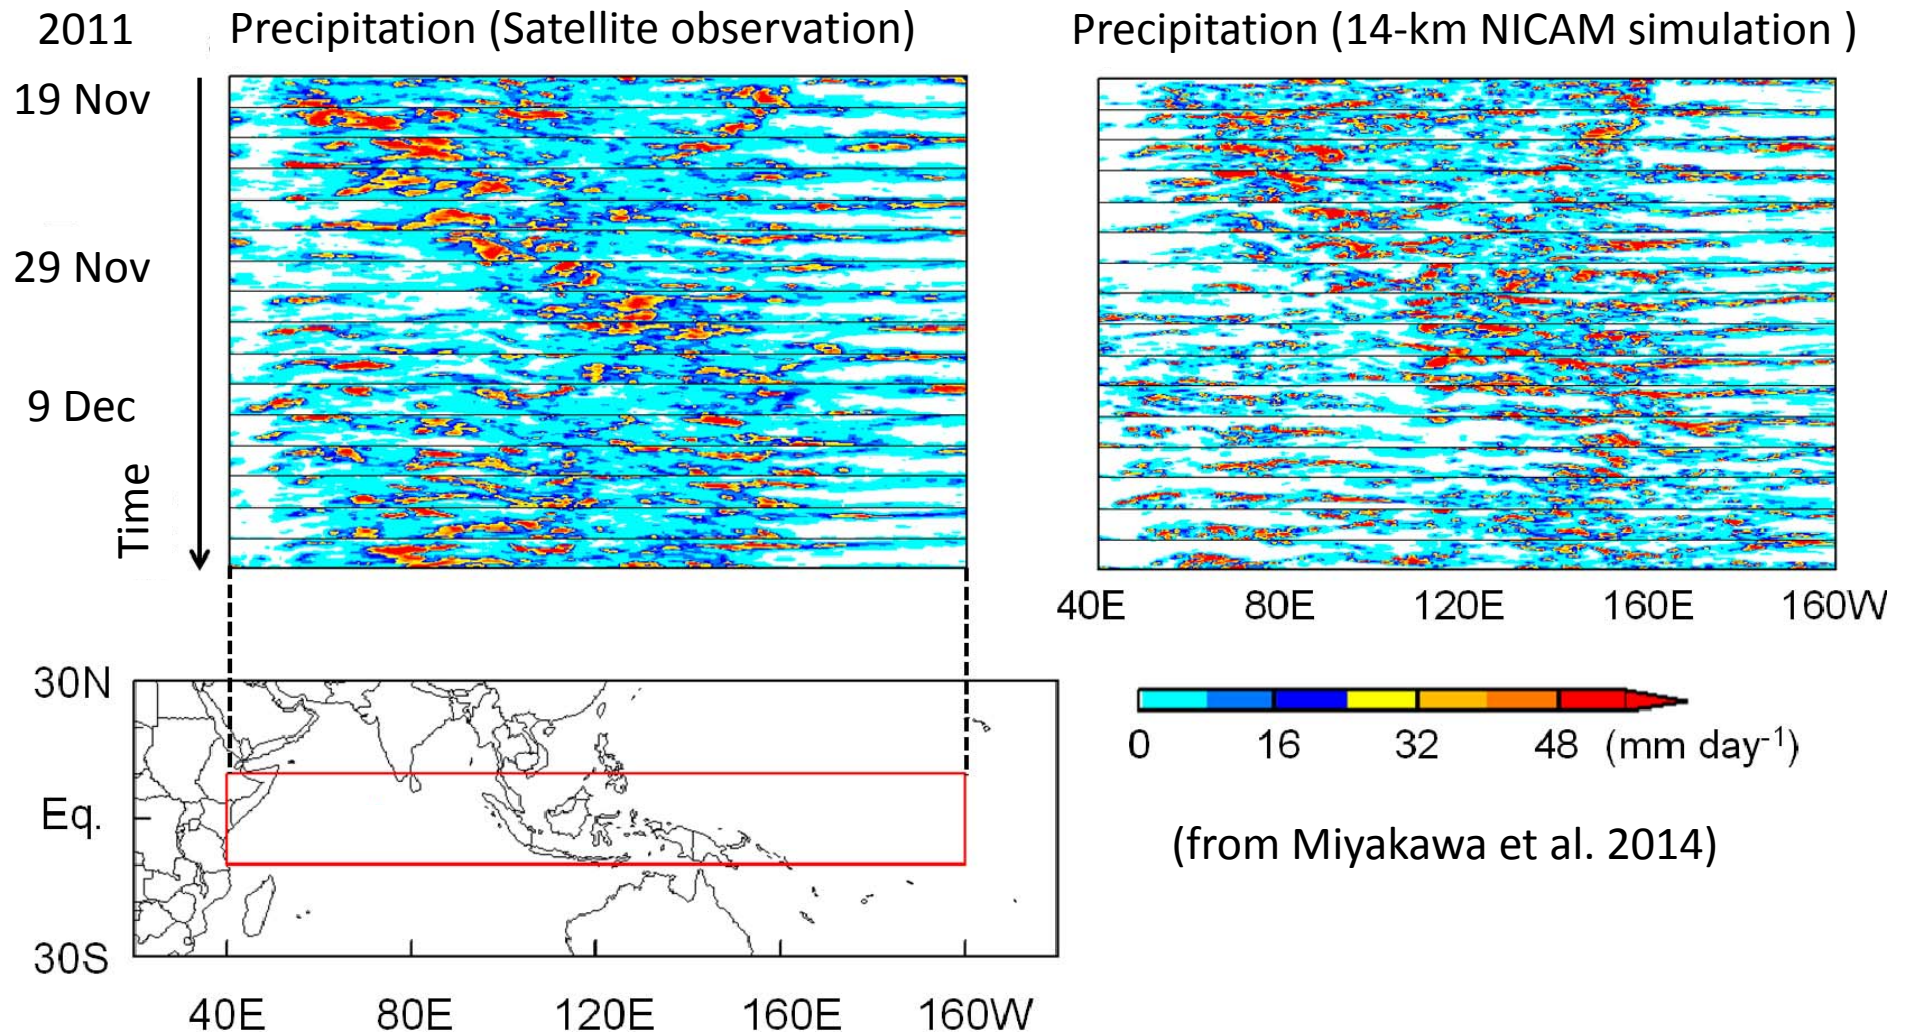 2011
Precipitation (Satellite observation)
Precipitation (14-km NICAM simulation )
19 Nov
29 Nov
9 Dec
Time
40E 80E 120E 160E 160W
30N
Eq.
30S
40E 80E 120E 160E 160W
0 16 32 48 (mm day-1)
(from Miyakawa et al. 2014)